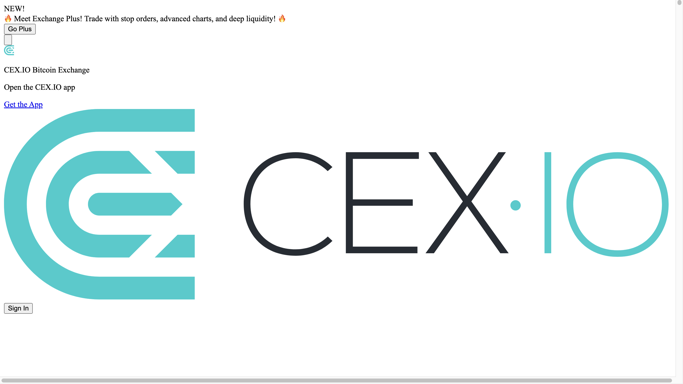 NEW!
🔥 Meet Exchange Plus! Trade with stop orders, advanced charts, and deep liquidity! 🔥
Go Plus
CEX.IO Bitcoin Exchange
Open the CEX.IO app
Get the App
CEX·IO
Sign In